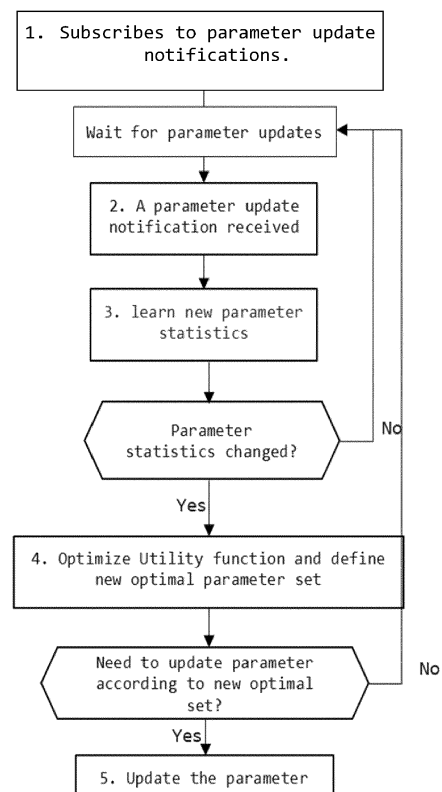 1. Subscribes to parameter update
notifications.
Wait for parameter updates
2. A parameter update
notification received
3. learn new parameter
statistics
Parameter
statistics changed?
No
Yes
4. Optimize Utility function and define
new optimal parameter set
Need to update parameter
according to new optimal
set?
No
Yes
5. Update the parameter